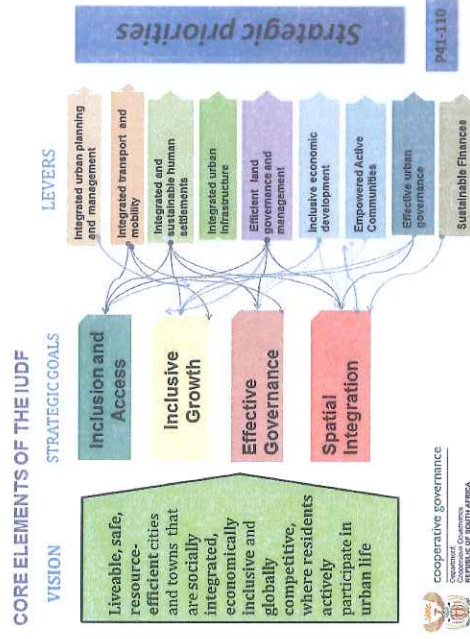 CORE ELEMENTS OF THE IUDF
VISION
STRATEGIC GOALS
LEVERS
Liveable, safe,
resource-
efficient cities
and towns that
are socially
integrated,
economically
inclusive and
globally
competitive,
where residents
actively
participate in
urban life
Inclusion and
Access
Inclusive
Growth
Effective
Governance
Spatial
Integration
Integrated urban planning
and management
Integrated transport and
mobility
Integrated and
sustainable human
settlements
Integrated urban
infrastructure
Efficient land
governance and
management
Inclusive economic
development
Empowered Active
Communities
Effective urban
governance
Sustainable Finances
Strategic priorities
P41-110
cooperative governance
Department:
Cooperative Governance
REPUBLIC OF SOUTH AFRICA